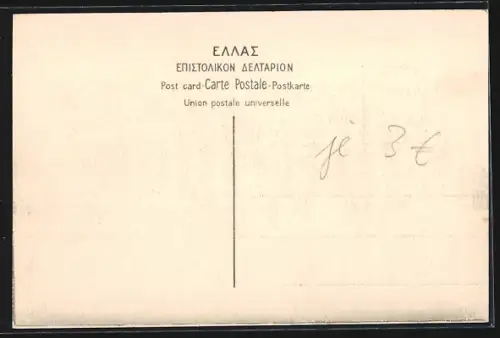 ΕΛΛΑΣ
ΕΠΙΣΤΟΛΙΚΟΝ ΔΕΛΤΑΡΙΟΝ
Post card-Carte Postale-Postkarte
Union postale universelle
je 3 €